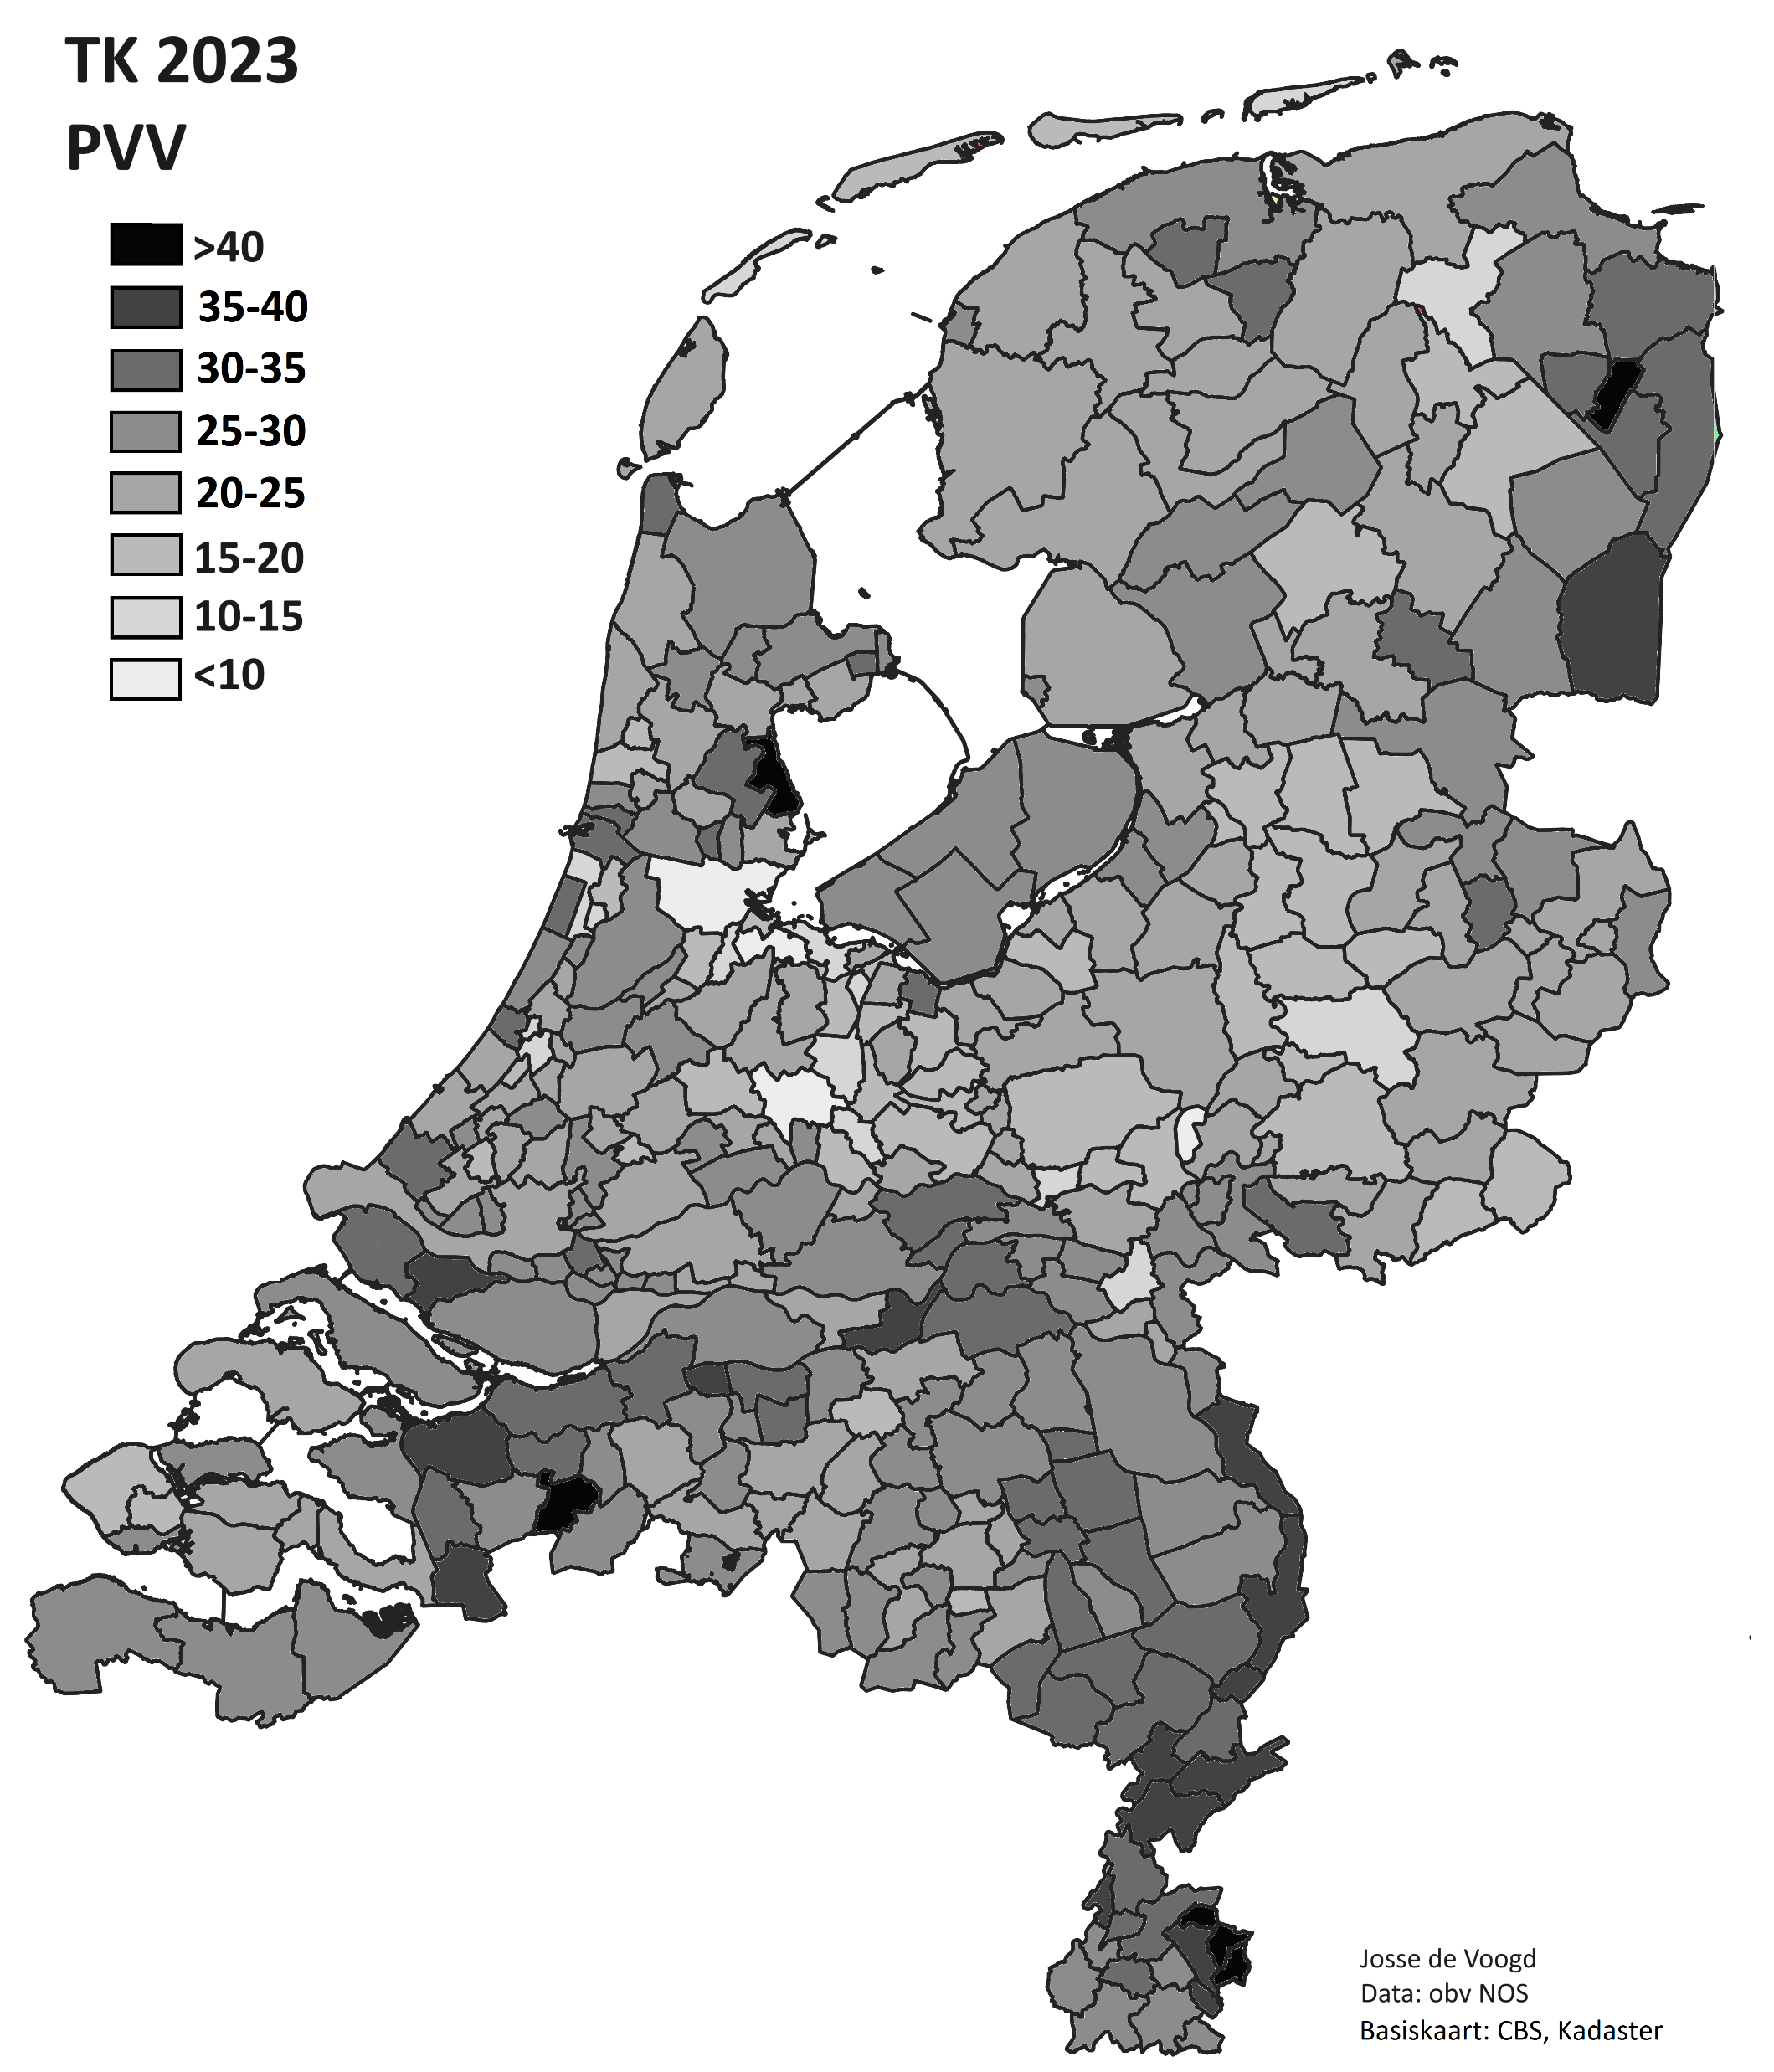 TK 2023
PVV
>40
35-40
30-35
25-30
20-25
15-20
10-15
<10
Josse de Voogd
Data: obv NOS
Basiskaart: CBS, Kadaster